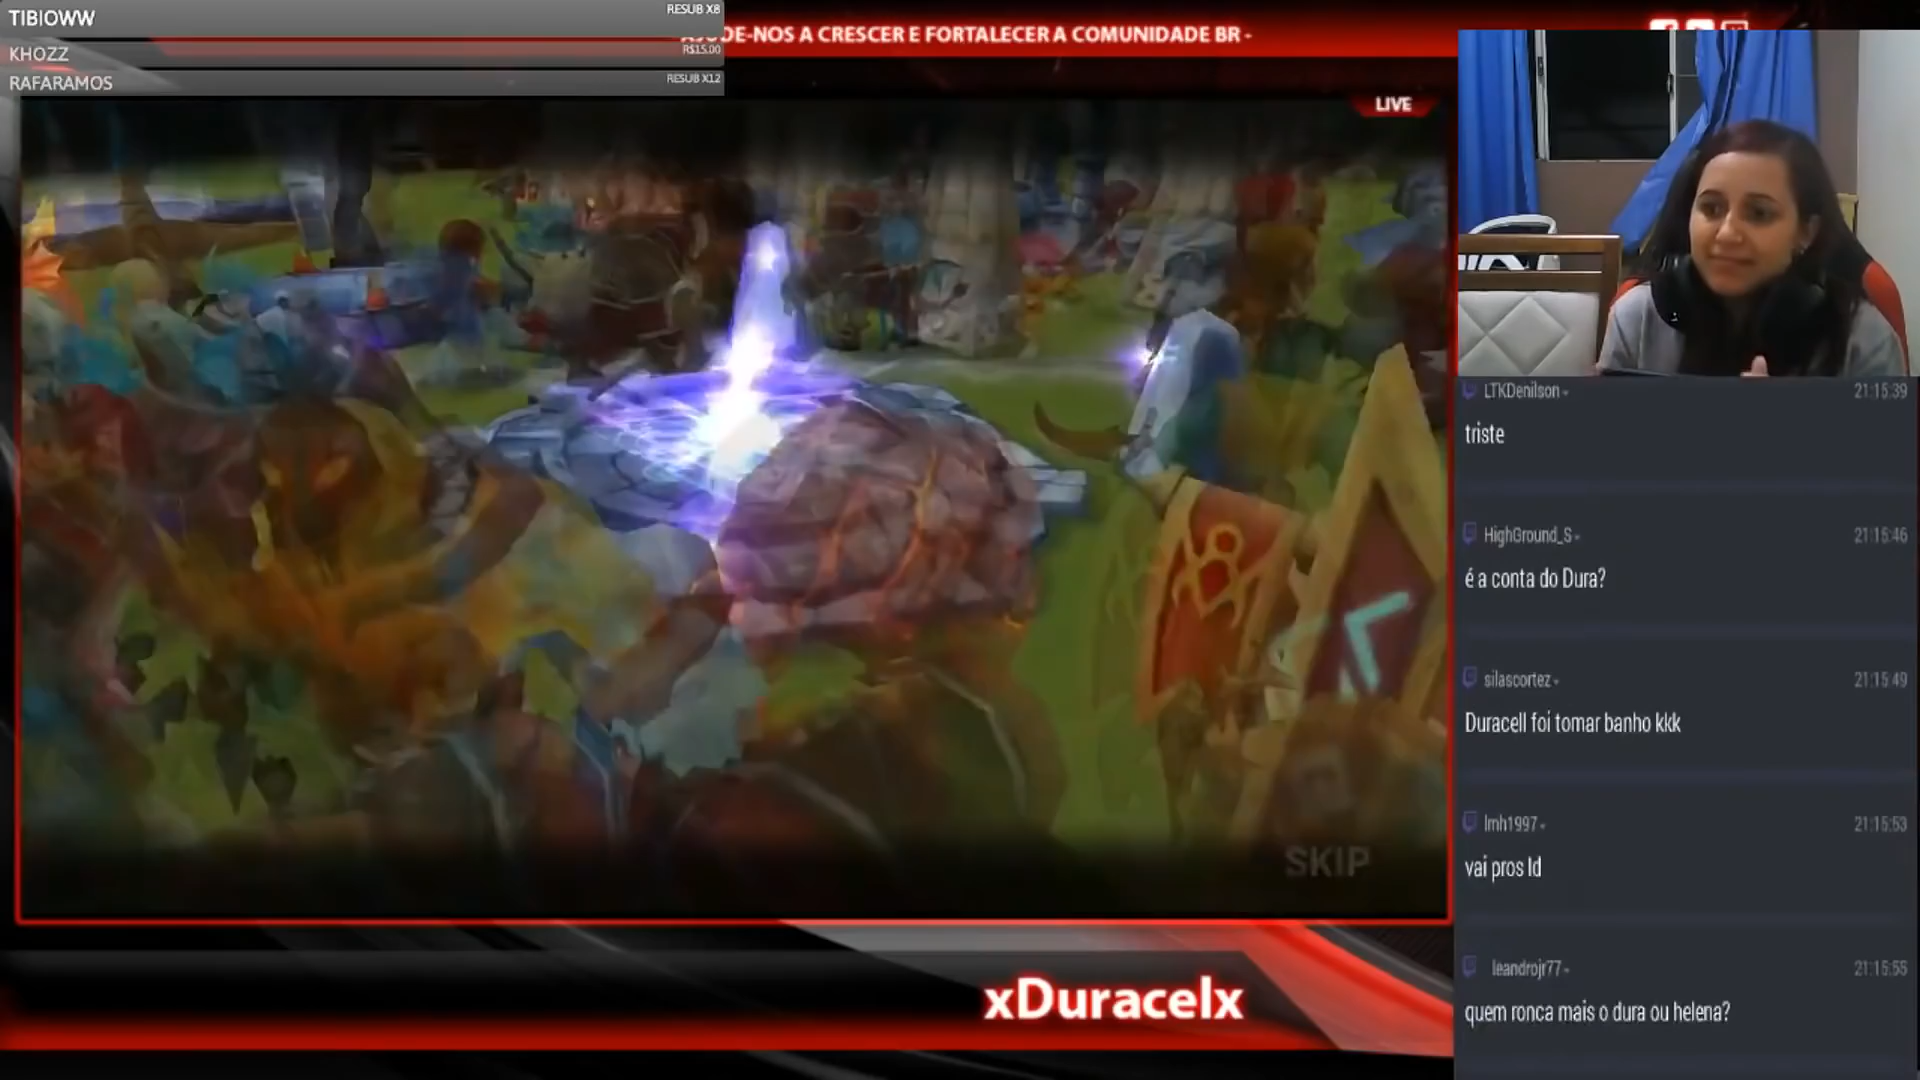 TIBIOWW RESUB X8
KHOZZ R$15.00
RAFARAMOS RESUB X12
DE-NOS A CRESCER E FORTALECER A COMUNIDADE BR -
LIVE
SKIP
xDuracelx
LTKDenilson 21:15:39
triste
HighGround_S 21:15:46
é a conta do Dura?
silascortez 21:15:49
Duracell foi tomar banho kkk
lmh1997 21:15:53
vai pros ld
leandrojr77 21:15:55
quem ronca mais o dura ou helena?